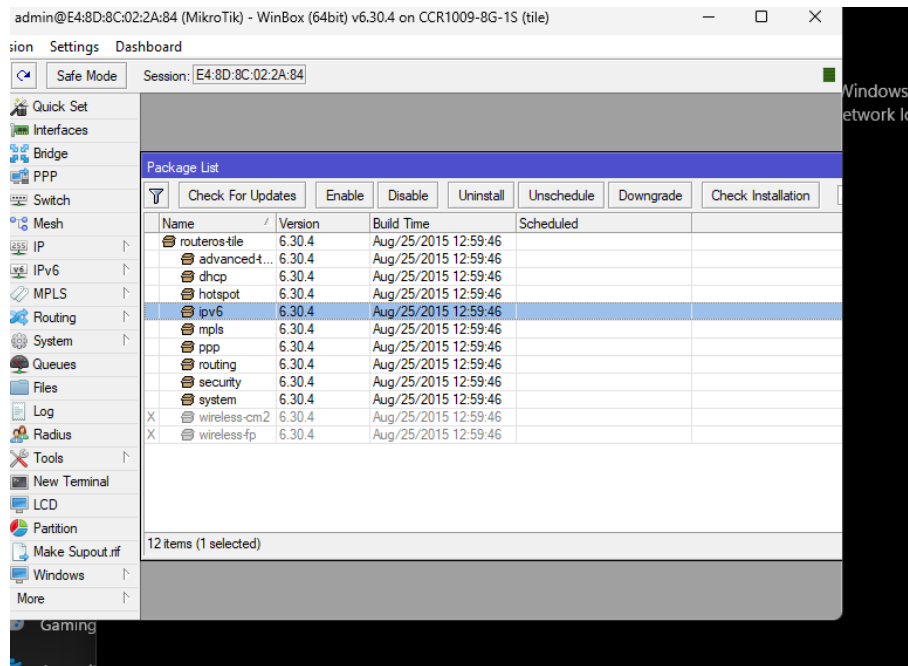 admin@E4:8D:8C:02:2A:84 (MikroTik) - WinBox (64bit) v6.30.4 on CCR1009-8G-1S (tile)
sion Settings Dashboard
Safe Mode Session: E4:8D:8C:02:2A:84
Windows
etwork lo
Quick Set
Interfaces
Bridge
PPP
Switch
Mesh
IP
IPv6
MPLS
Routing
System
Queues
Files
Log
Radius
Tools
New Terminal
LCD
Partition
Make Supout.rif
Windows
More
Package List
Check For Updates Enable Disable Uninstall Unschedule Downgrade Check Installation
Name / Version Build Time Scheduled
routeros-tile 6.30.4 Aug/25/2015 12:59:46
advanced-t... 6.30.4 Aug/25/2015 12:59:46
dhcp 6.30.4 Aug/25/2015 12:59:46
hotspot 6.30.4 Aug/25/2015 12:59:46
ipv6 6.30.4 Aug/25/2015 12:59:46
mpls 6.30.4 Aug/25/2015 12:59:46
ppp 6.30.4 Aug/25/2015 12:59:46
routing 6.30.4 Aug/25/2015 12:59:46
security 6.30.4 Aug/25/2015 12:59:46
system 6.30.4 Aug/25/2015 12:59:46
X wireless-cm2 6.30.4 Aug/25/2015 12:59:46
X wireless-fp 6.30.4 Aug/25/2015 12:59:46
12 items (1 selected)
Gaming